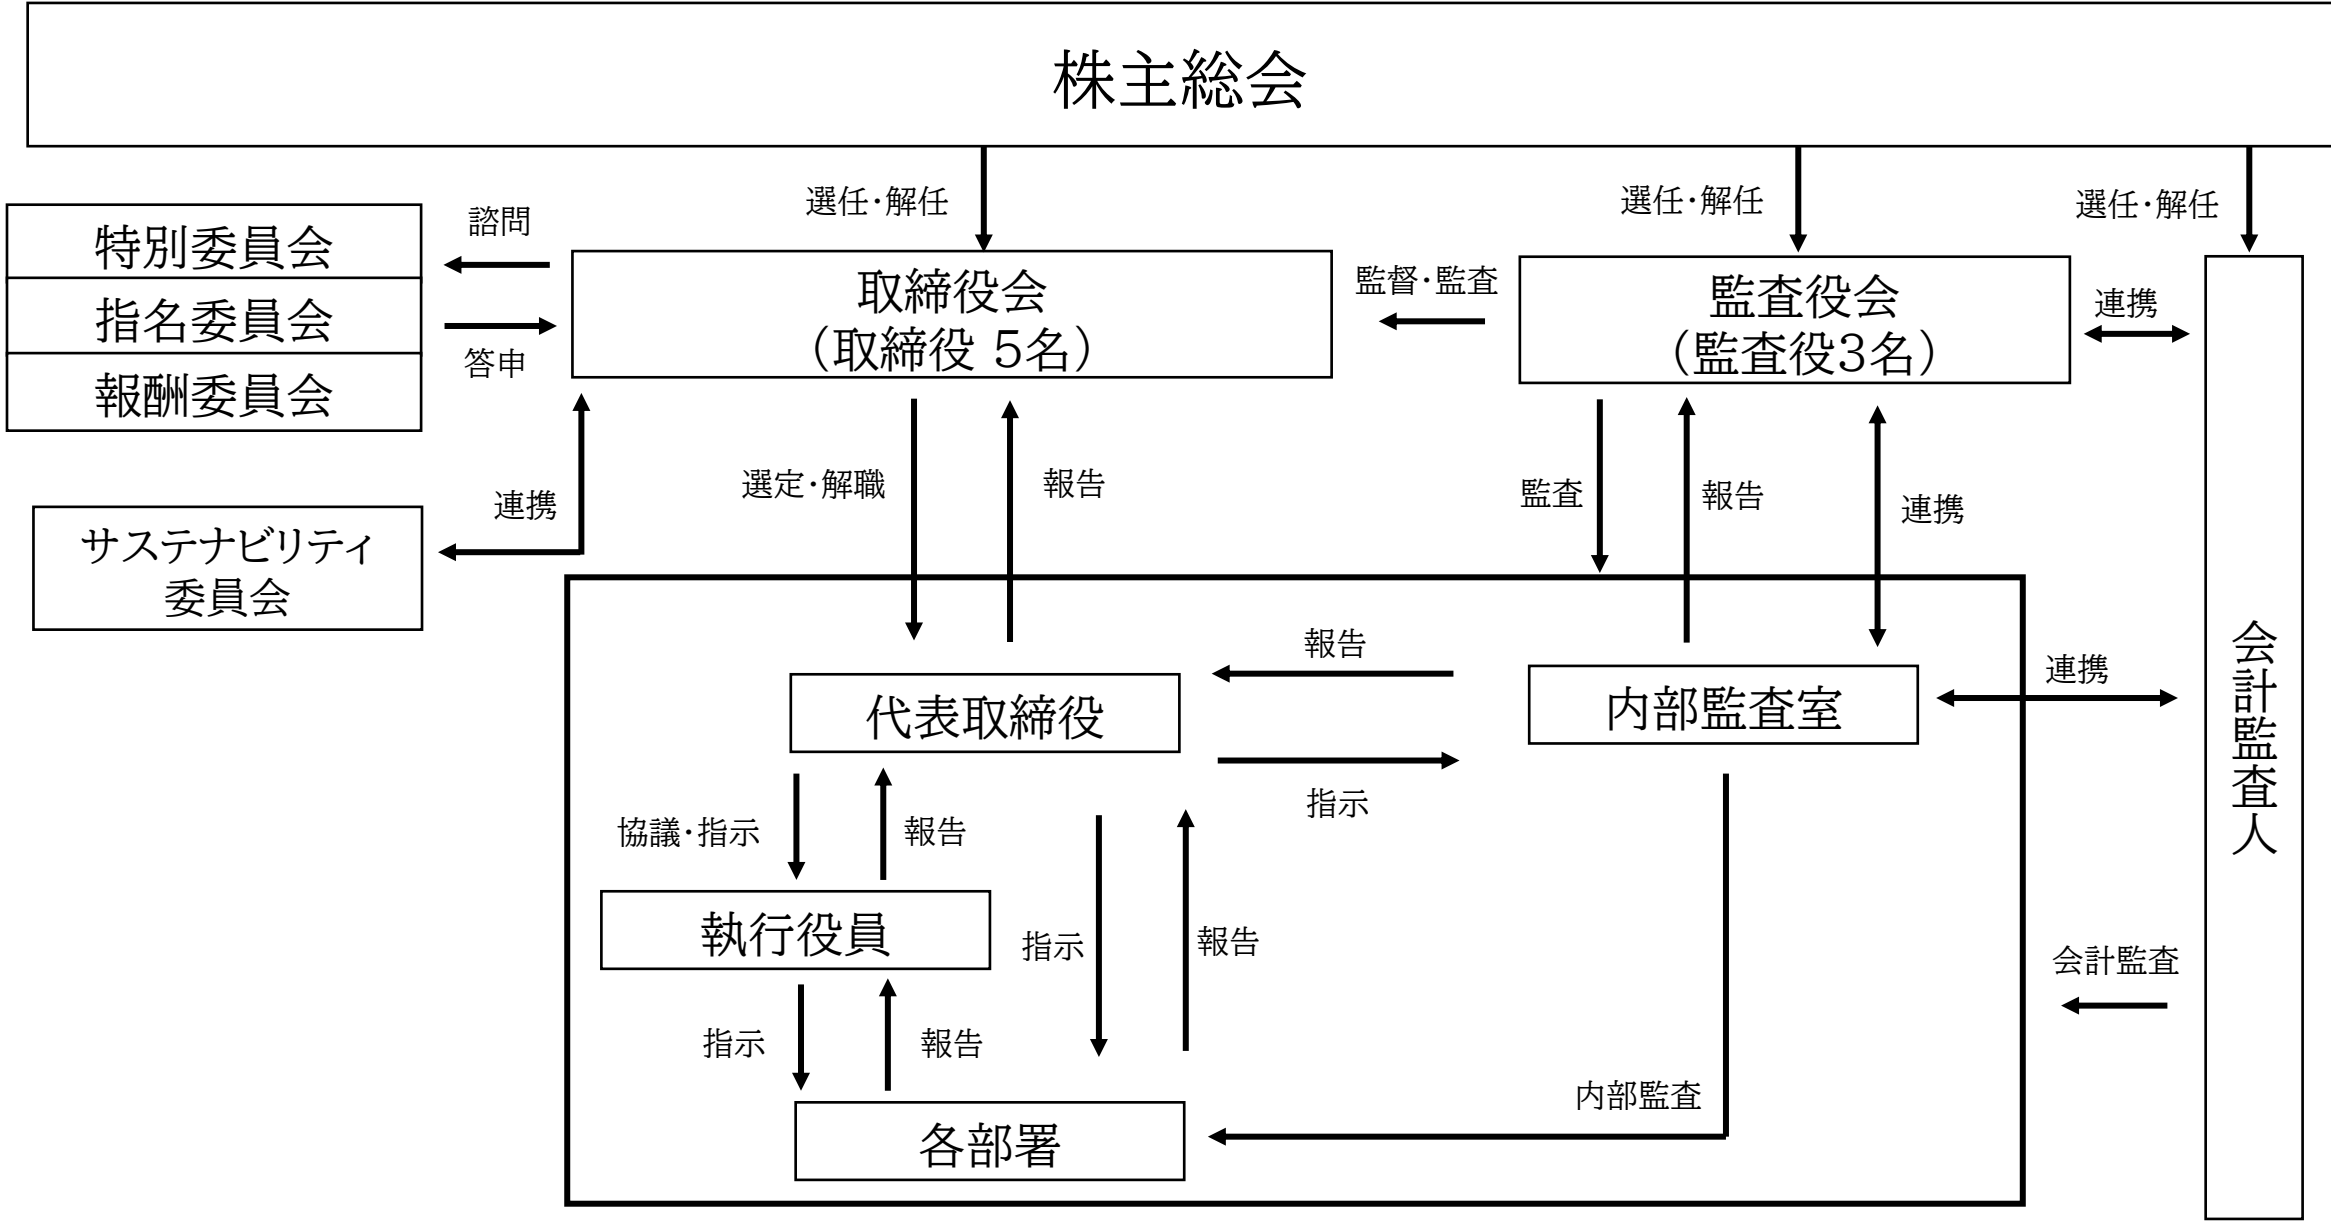 株主総会
選任・解任
選任・解任
選任・解任
特別委員会
指名委員会
報酬委員会
諮問
答申
取締役会
（取締役 5名）
監督・監査
監査役会
（監査役3名）
連携
サステナビリティ
委員会
連携
選定・解職
報告
監査
報告
連携
代表取締役
報告
指示
内部監査室
連携
会計監査人
協議・指示
報告
執行役員
指示
報告
会計監査
指示
報告
内部監査
各部署